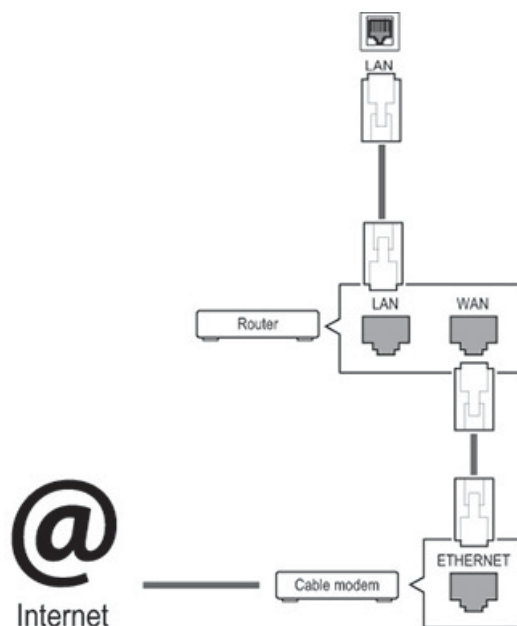 LAN
LAN WAN
Router
ETHERNET
@
Cable modem
Internet